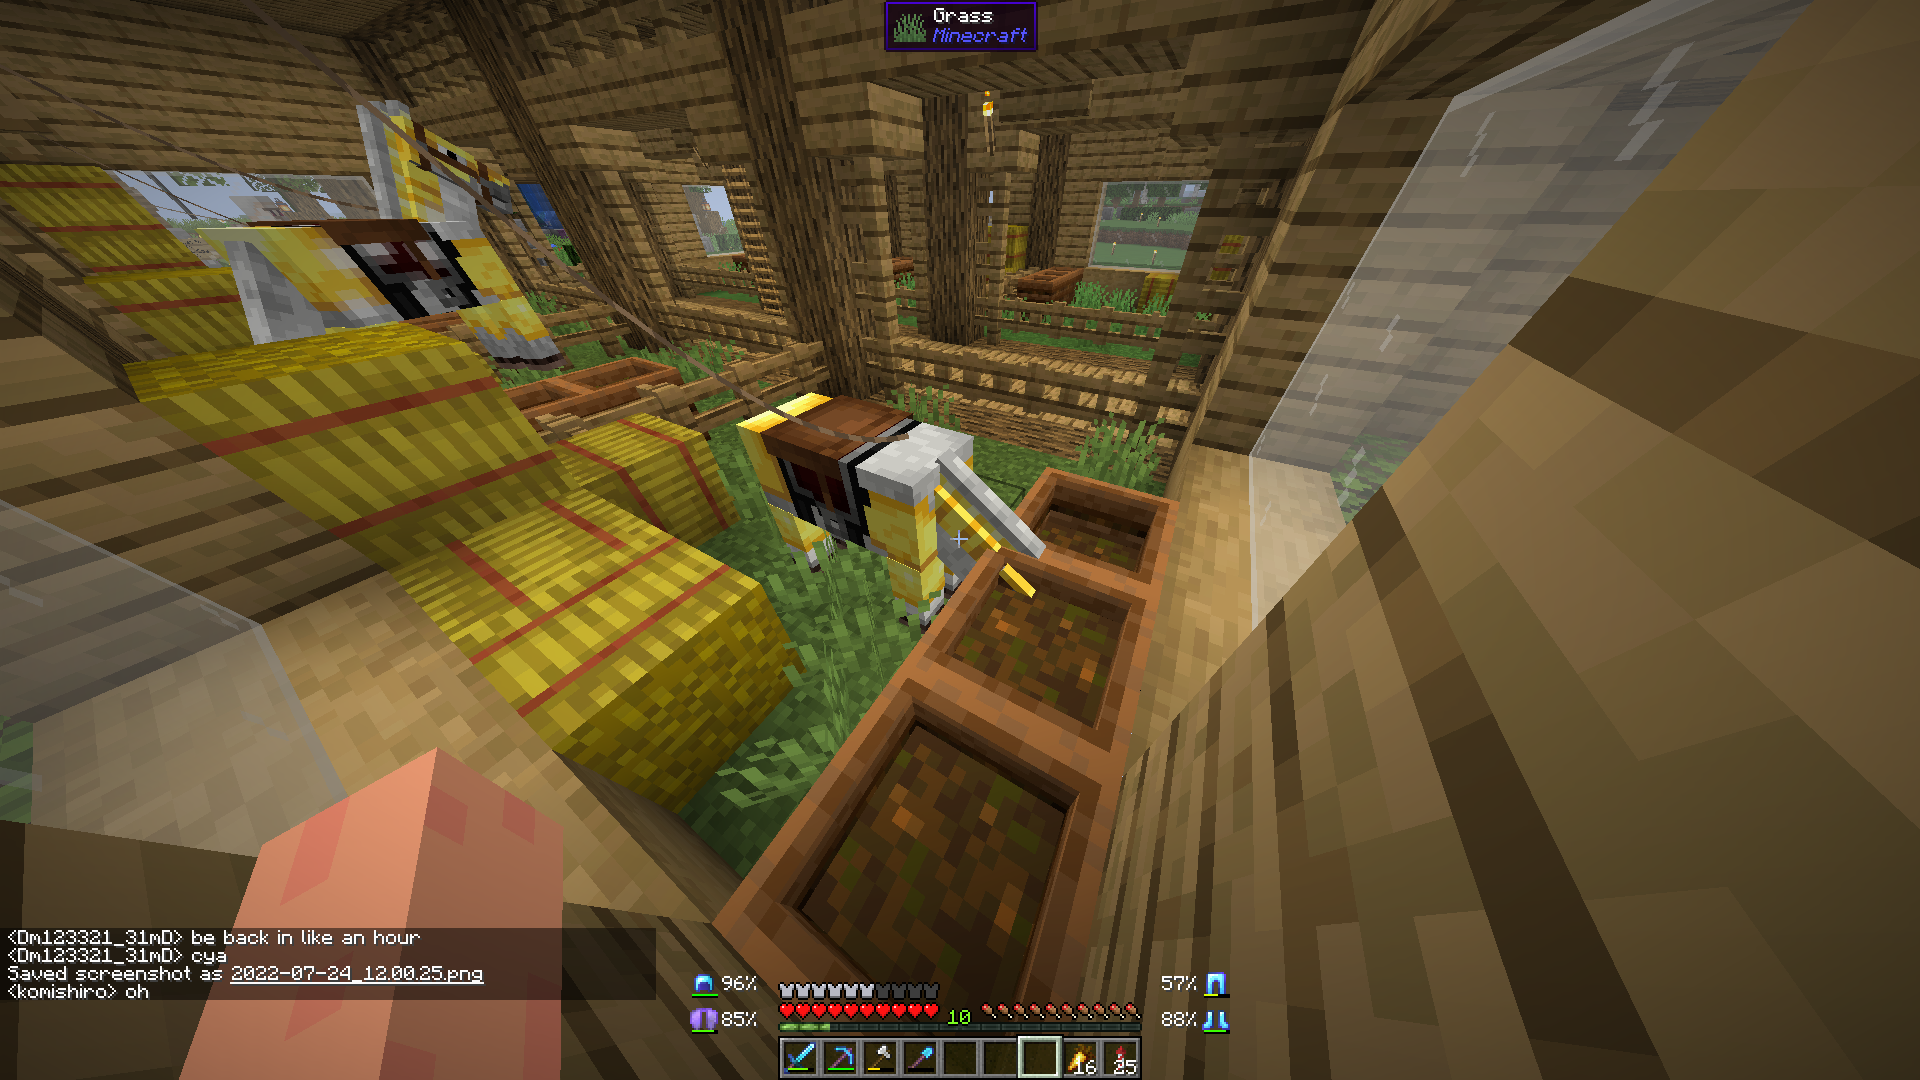 Grass
Minecraft
<Dm123321_31mD> be back in like an hour
<Dm123321_31mD> cya
Saved screenshot as 2022-07-24_12.00.25.png
<komishiro> oh
96%
57%
85%
10
88%
16
25